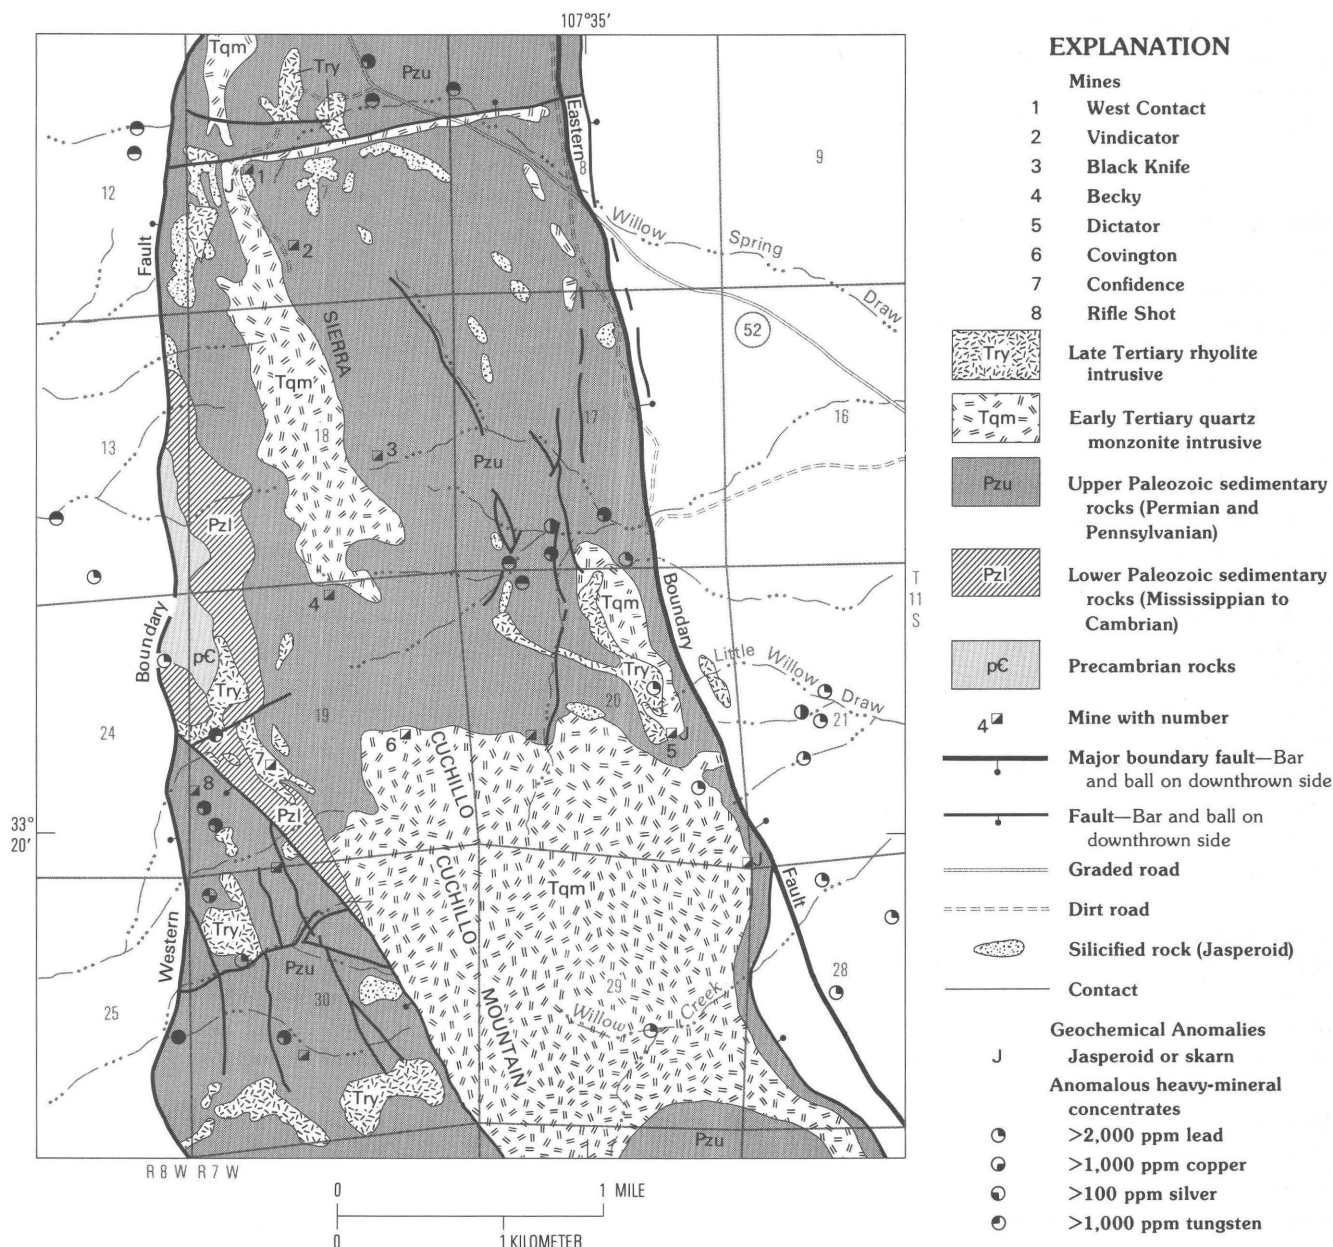 107°35′
EXPLANATION
Mines
1 West Contact
2 Vindicator
3 Black Knife
4 Becky
5 Dictator
6 Covington
7 Confidence
8 Rifle Shot
Try Late Tertiary rhyolite
intrusive
Tqm Early Tertiary quartz
monzonite intrusive
Pzu Upper Paleozoic sedimentary
rocks (Permian and
Pennsylvanian)
Pzl Lower Paleozoic sedimentary
rocks (Mississippian to
Cambrian)
p€ Precambrian rocks
4 Mine with number
Major boundary fault—Bar
and ball on downthrown side
Fault—Bar and ball on
downthrown side
Graded road
Dirt road
Silicified rock (Jasperoid)
Contact
Geochemical Anomalies
J Jasperoid or skarn
Anomalous heavy-mineral
concentrates
>2,000 ppm lead
>1,000 ppm copper
>100 ppm silver
>1,000 ppm tungsten
Tqm
Try
Pzu
Eastern
9
8
12
J
1
7
Willow
Spring
Draw
2
Fault
SIERRA
52
Tqm
18
17
16
13
3
Pzu
Pzl
T
11
S
4
Tqm
Boundary
Boundary
p€
Try
Little Willow Draw
Try
20
21
24
19
6
CUCHILLO
5
J
7
8
Pzl
33°
20′
J
CUCHILLO
Tqm
Fault
Try
Western
Pzu
28
29
30
25
Willow Creek
MOUNTAIN
Try
Pzu
R 8 W R 7 W
0 1 MILE
0 1 KILOMETER